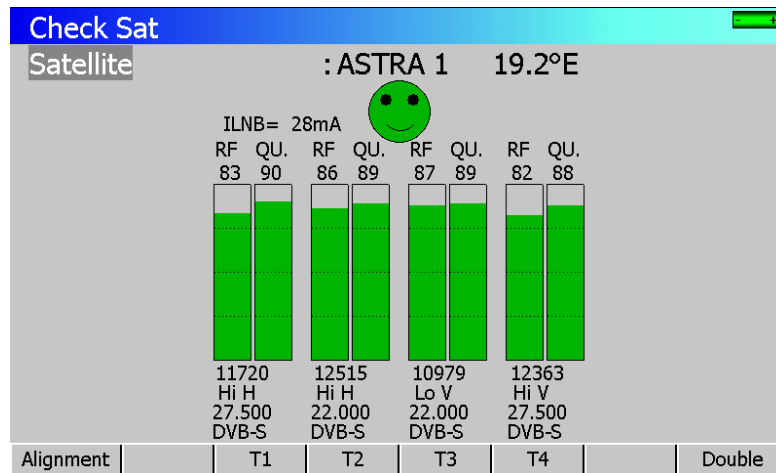 Check Sat
- +
Satellite : ASTRA 1 19.2°E
ILNB= 28mA
RF QU. RF QU. RF QU. RF QU.
83 90 86 89 87 89 82 88
11720 12515 10979 12363
Hi H Hi H Lo V Hi V
27.500 22.000 22.000 27.500
DVB-S DVB-S DVB-S DVB-S
Alignment T1 T2 T3 T4 Double